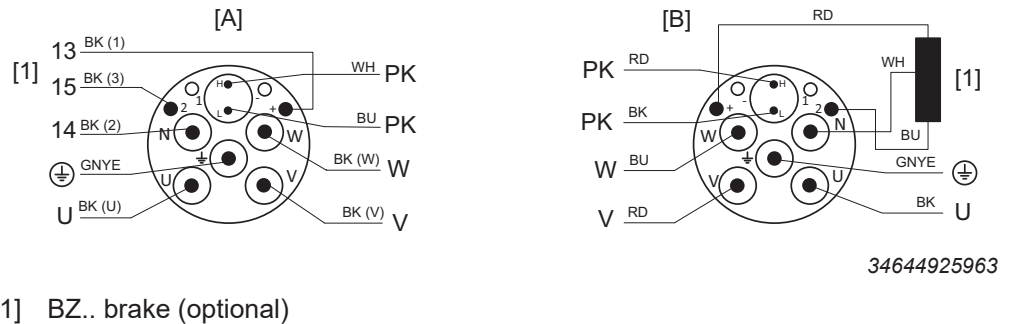 [A]
13 BK (1)
[1]
15 BK (3)
14 BK (2)
GNYE
U BK (U)
H
L
1
2
-
+
N
W
U
V
WH PK
BU PK
BK (W) W
BK (V) V
[B]
RD
PK RD
PK BK
W BU
V RD
H
L
+
-
1
2
N
W
V
U
WH
[1]
BU
GNYE
BK U
34644925963
1] BZ.. brake (optional)